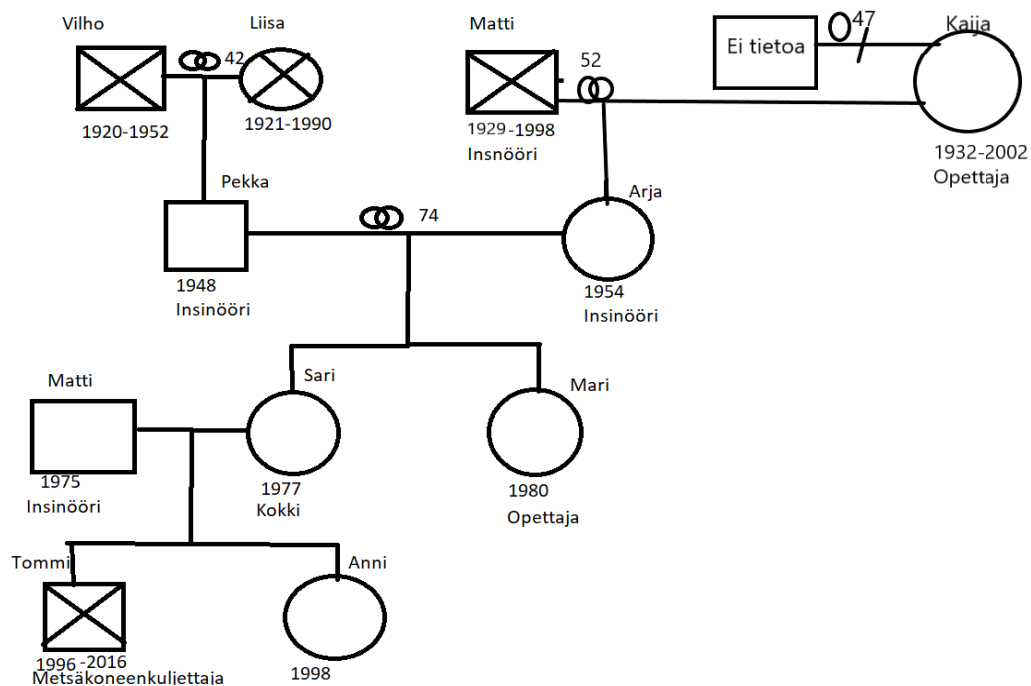 Vilho
Liisa
Matti
Ei tietoa
47
Kaija
42
52
1920-1952
1921-1990
1929-1998
Insnööri
1932-2002
Opettaja
Pekka
74
Arja
1948
Insinööri
1954
Insinööri
Matti
Sari
Mari
1975
Insinööri
1977
Kokki
1980
Opettaja
Tommi
Anni
1996-2016
Metsäkoneenkuljettaja
1998